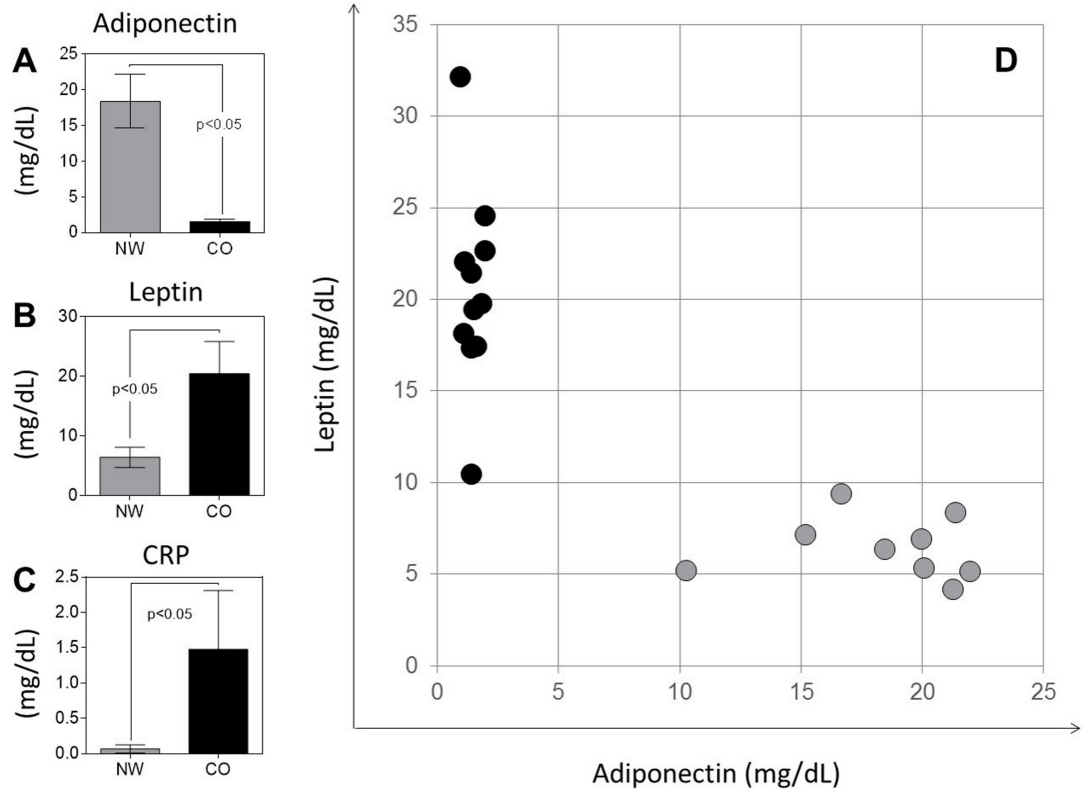 Adiponectin
A
(mg/dL)
25
20
15
10
5
0
p<0.05
NW CO
Leptin
B
(mg/dL)
30
20
10
0
p<0.05
NW CO
CRP
C
(mg/dL)
2.5
2.0
1.5
1.0
0.5
0.0
p<0.05
NW CO
D
Leptin (mg/dL)
35
30
25
20
15
10
5
0
0 5 10 15 20 25
Adiponectin (mg/dL)